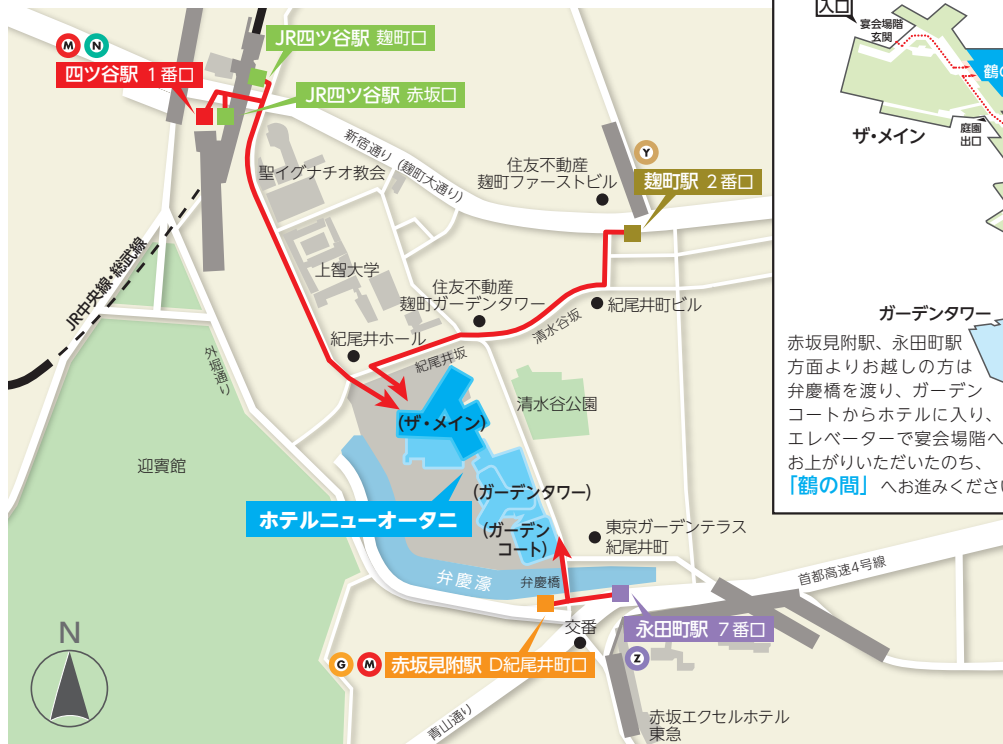 M N
四ツ谷駅 1番口
JR四ツ谷駅 麹町口
JR四ツ谷駅 赤坂口
聖イグナチオ教会
新宿通り（麹町大通り）
住友不動産
麹町ファーストビル
Y
麹町駅 2番口
上智大学
住友不動産
麹町ガーデンタワー
紀尾井町ビル
清水谷坂
紀尾井ホール
紀尾井坂
JR中央線・総武線
外堀通り
清水谷公園
(ザ・メイン)
迎賓館
(ガーデンタワー)
ホテルニューオータニ
(ガーデン
コート)
東京ガーデンテラス
紀尾井町
弁慶濠
弁慶橋
首都高速4号線
交番
永田町駅 7番口
Z
G M
赤坂見附駅 D紀尾井町口
N
青山通り
赤坂エクセルホテル
東急
入口
宴会場階
玄関
鶴の
ザ・メイン
庭園
出口
ガーデンタワー
赤坂見附駅、永田町駅
方面よりお越しの方は
弁慶橋を渡り、ガーデン
コートからホテルに入り、
エレベーターで宴会場階へ
お上がりいただいたのち、
「鶴の間」へお進みくださ